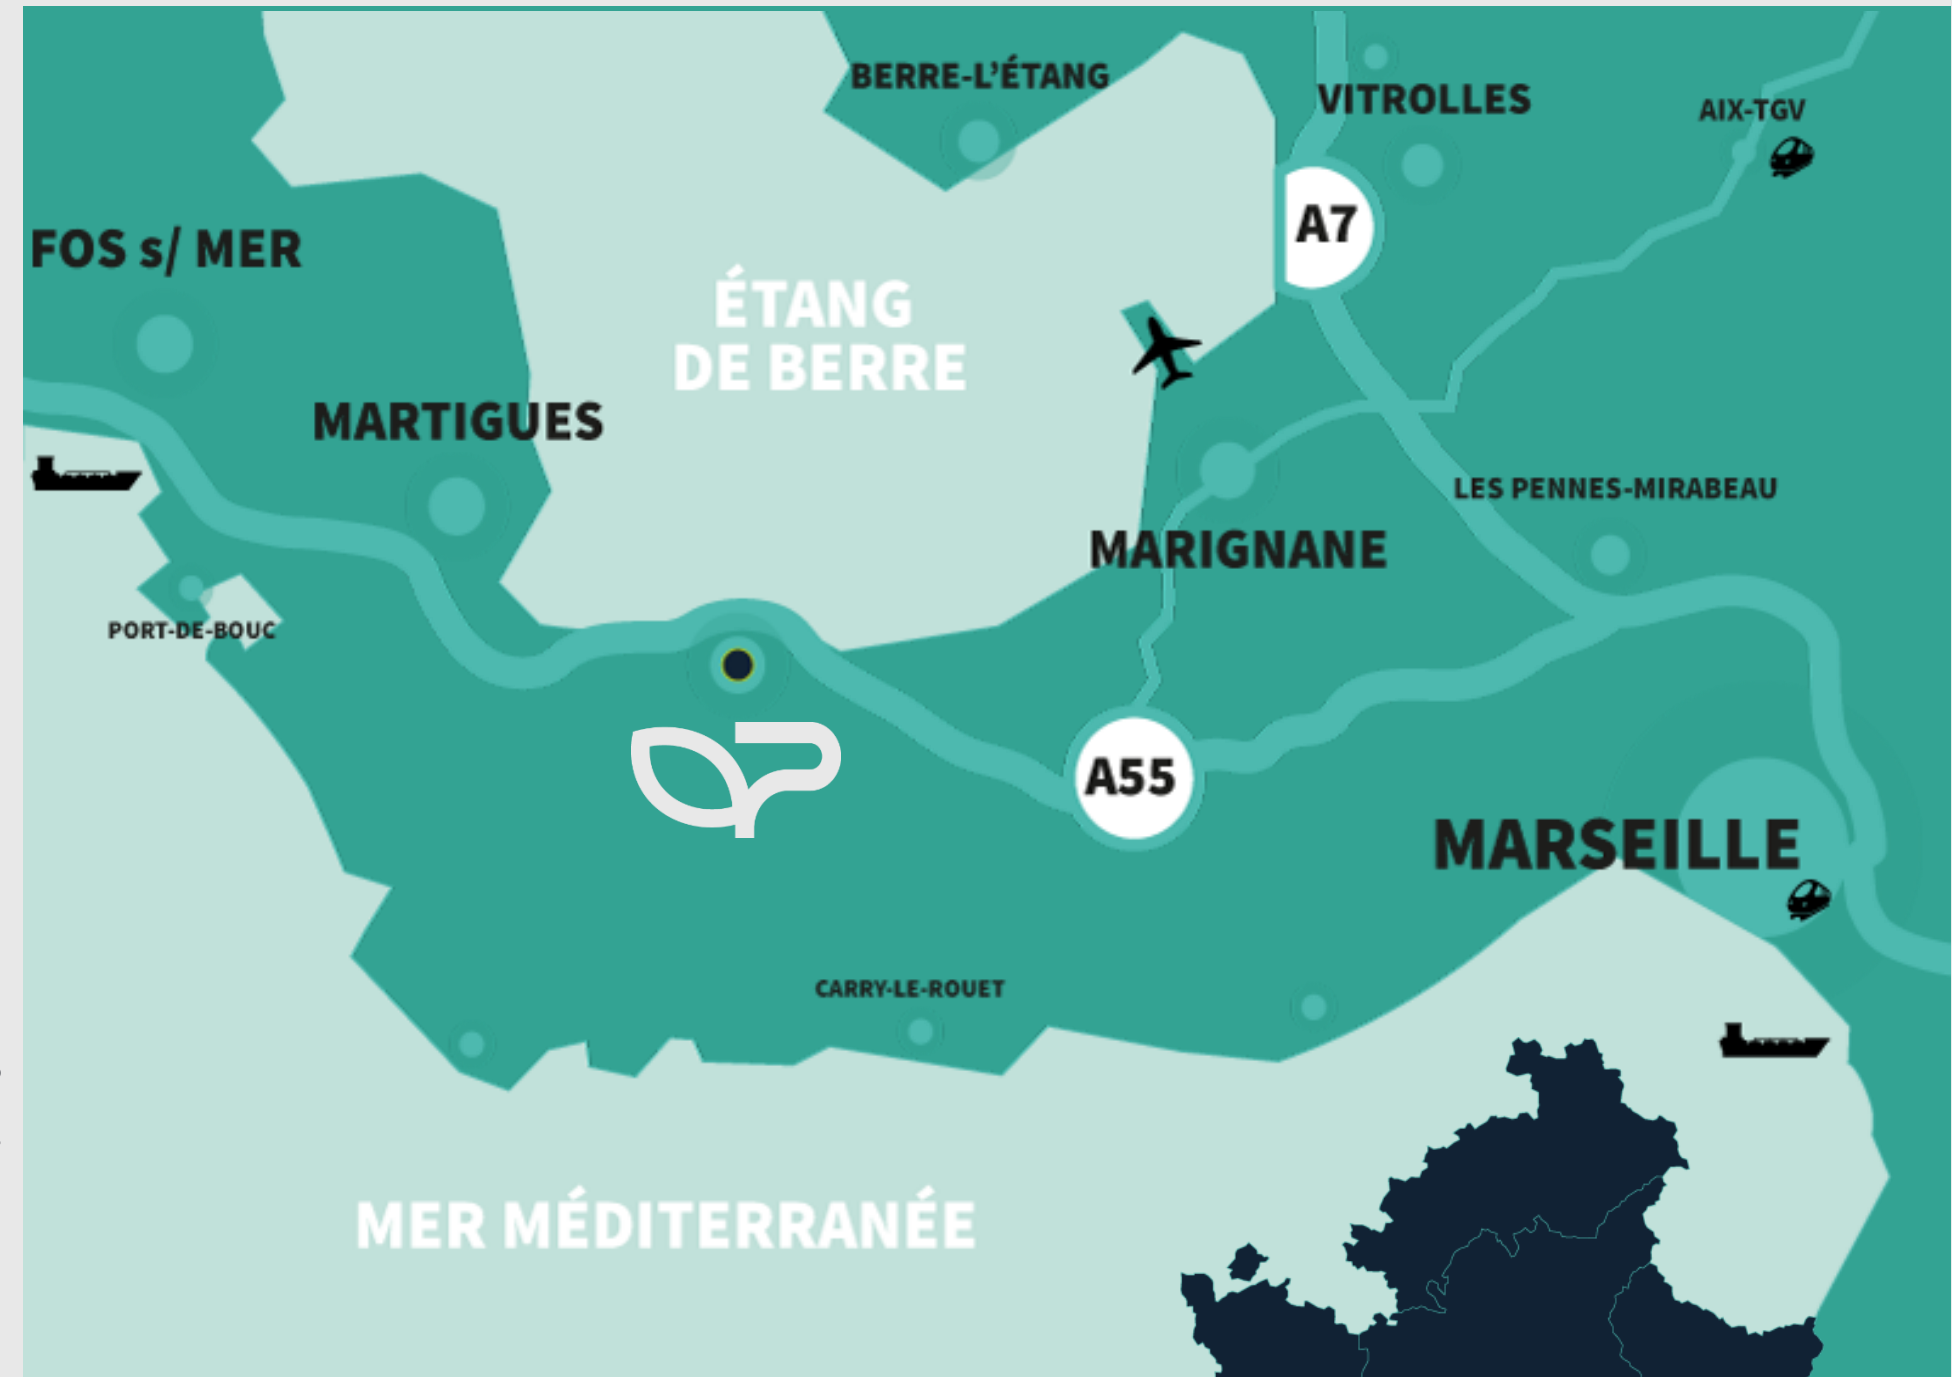 BERRE-L’ÉTANG
VITROLLES
AIX-TGV
A7
FOS s/ MER
ÉTANG
DE BERRE
MARTIGUES
LES PENNES-MIRABEAU
MARIGNANE
PORT-DE-BOUC
A55
MARSEILLE
CARRY-LE-ROUET
MER MÉDITERRANÉE